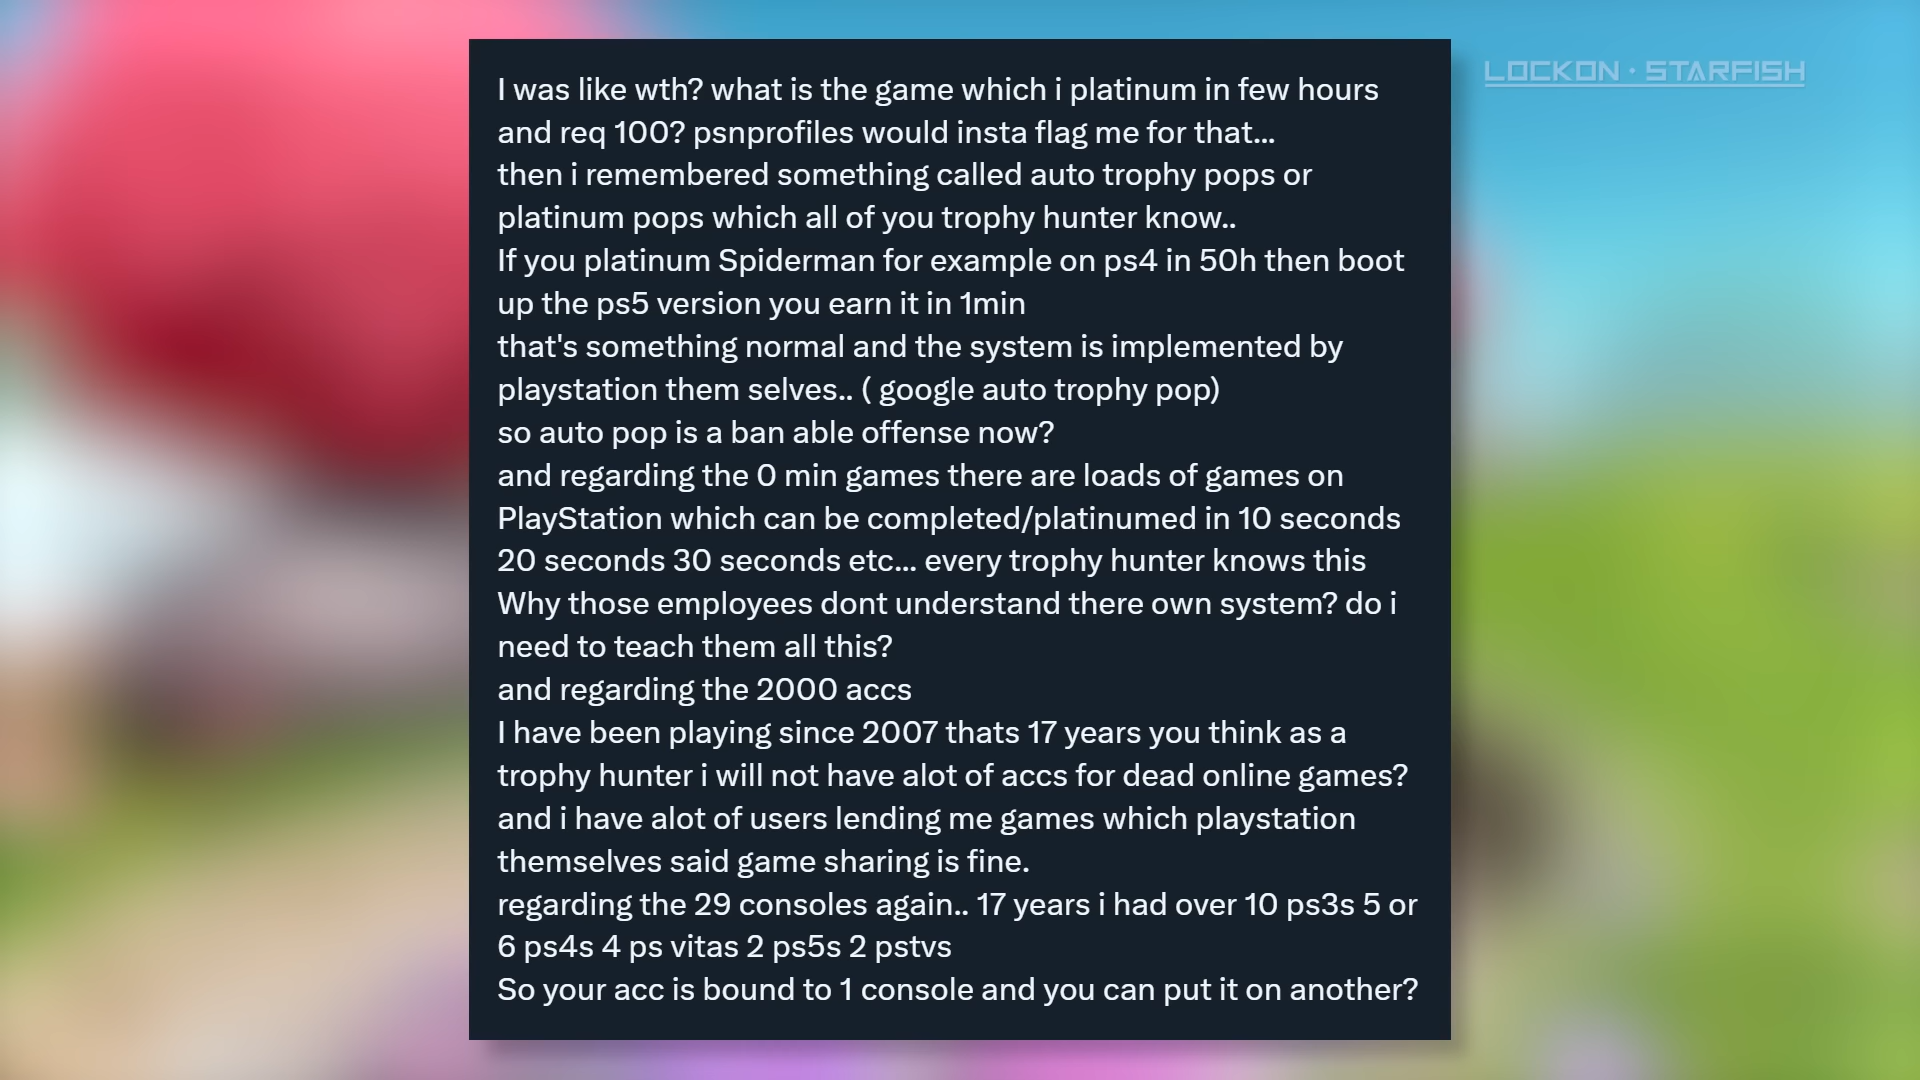 LOCKON · STARFISH
I was like wth? what is the game which i platinum in few hours
and req 100? psnprofiles would insta flag me for that...
then i remembered something called auto trophy pops or
platinum pops which all of you trophy hunter know..
If you platinum Spiderman for example on ps4 in 50h then boot
up the ps5 version you earn it in 1min
that's something normal and the system is implemented by
playstation them selves.. ( google auto trophy pop)
so auto pop is a ban able offense now?
and regarding the 0 min games there are loads of games on
PlayStation which can be completed/platinumed in 10 seconds
20 seconds 30 seconds etc... every trophy hunter knows this
Why those employees dont understand there own system? do i
need to teach them all this?
and regarding the 2000 accs
I have been playing since 2007 thats 17 years you think as a
trophy hunter i will not have alot of accs for dead online games?
and i have alot of users lending me games which playstation
themselves said game sharing is fine.
regarding the 29 consoles again.. 17 years i had over 10 ps3s 5 or
6 ps4s 4 ps vitas 2 ps5s 2 pstvs
So your acc is bound to 1 console and you can put it on another?